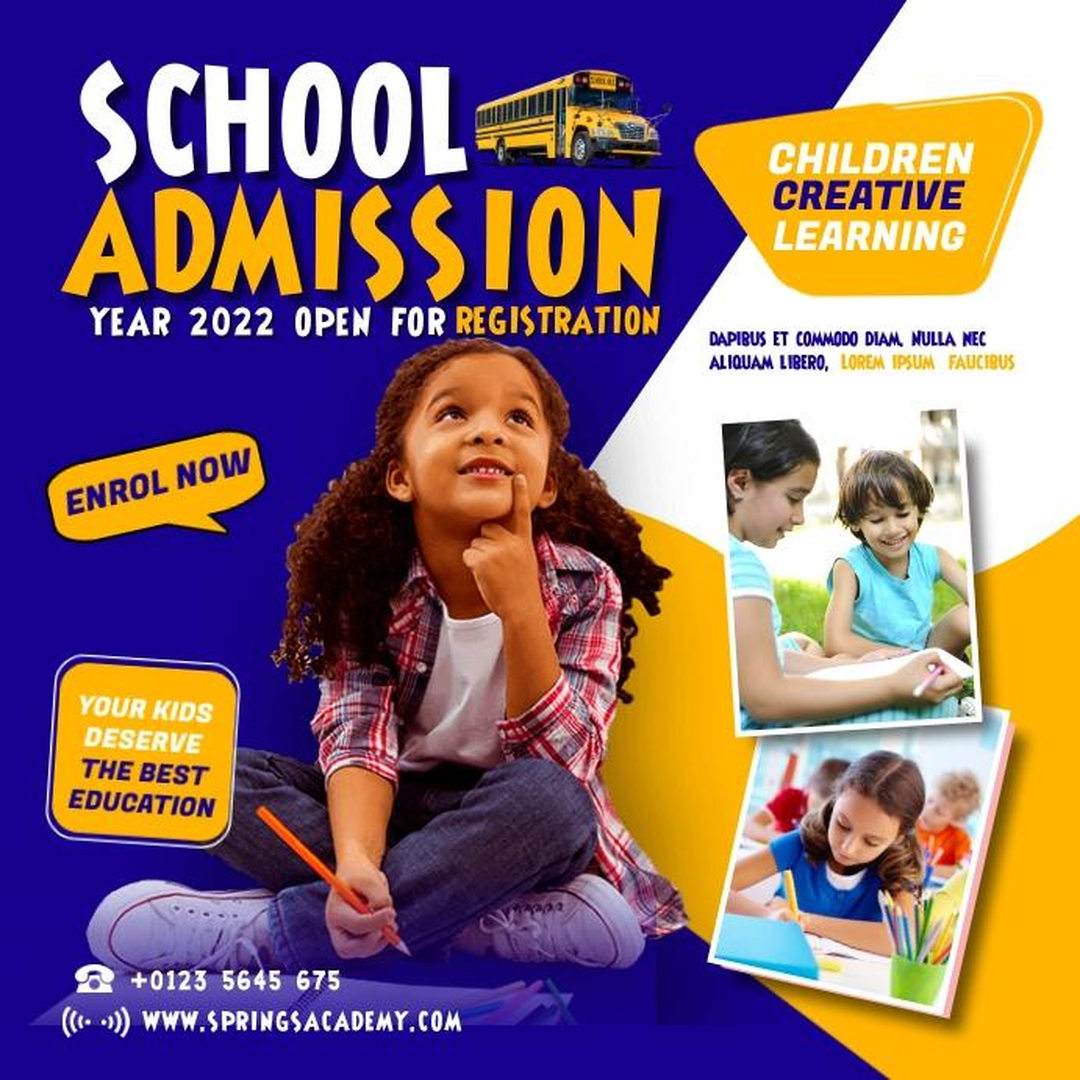 SCHOOL
ADMISSION
YEAR 2022 OPEN FOR REGISTRATION
CHILDREN
CREATIVE
LEARNING
DAPIBUS ET COMMODO DIAM, NULLA NEC
ALIQUAM LIBERO, LOREM IPSUM FAUCIBUS
ENROL NOW
YOUR KIDS
DESERVE
THE BEST
EDUCATION
+0123 5645 675
WWW.SPRINGSACADEMY.COM